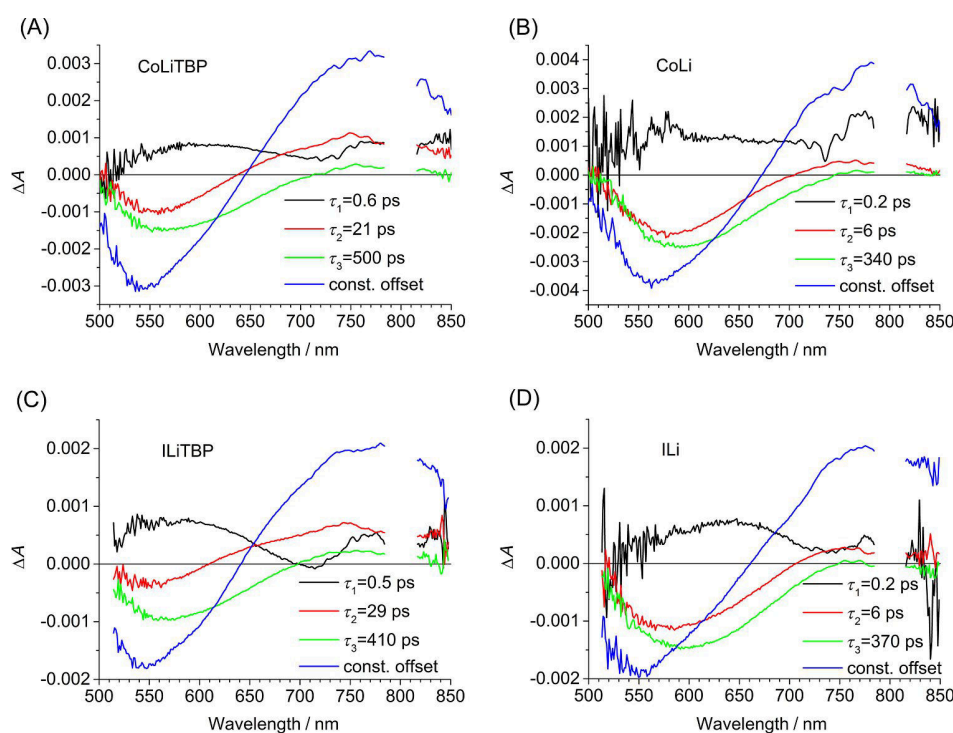 (A)
CoLiTBP
0.003
0.002
0.001
0.000
-0.001
-0.002
-0.003
ΔA
τ1=0.6 ps
τ2=21 ps
τ3=500 ps
const. offset
500 550 600 650 700 750 800 850
Wavelength / nm
(B)
CoLi
0.004
0.003
0.002
0.001
0.000
-0.001
-0.002
-0.003
-0.004
ΔA
τ1=0.2 ps
τ2=6 ps
τ3=340 ps
const. offset
500 550 600 650 700 750 800 850
Wavelength / nm
(C)
ILiTBP
0.002
0.001
0.000
-0.001
-0.002
ΔA
τ1=0.5 ps
τ2=29 ps
τ3=410 ps
const. offset
500 550 600 650 700 750 800 850
Wavelength / nm
(D)
ILi
0.002
0.001
0.000
-0.001
-0.002
ΔA
τ1=0.2 ps
τ2=6 ps
τ3=370 ps
const. offset
500 550 600 650 700 750 800 850
Wavelength / nm